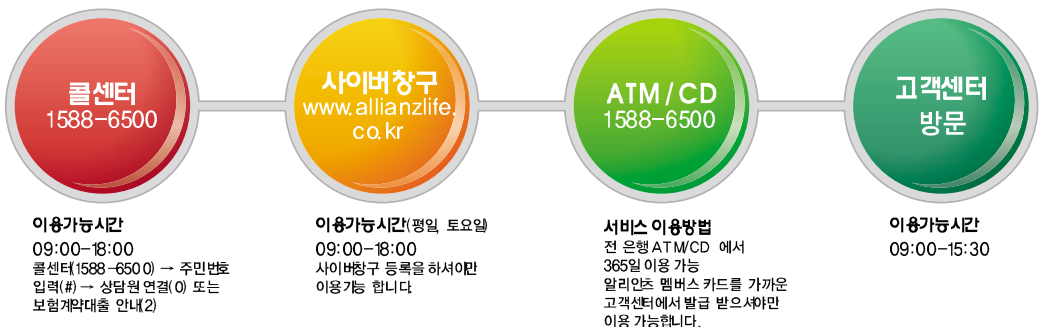 콜센터
1588-6500
이용가능시간
09:00-18:00
콜센터(1588-6500) → 주민번호
입력(#) → 상담원 연결(0) 또는
보험계약대출 안내(2)
사이버창구
www.allianzlife.
co.kr
이용가능시간(평일, 토요일)
09:00-18:00
사이버창구 등록을 하셔야만
이용가능 합니다.
ATM/CD
1588-6500
서비스 이용방법
전 은행 ATM/CD 에서
365일 이용 가능
알리안츠 멤버스 카드를 가까운
고객센터에서 발급 받으셔야만
이용 가능합니다.
고객센터
방문
이용가능시간
09:00-15:30